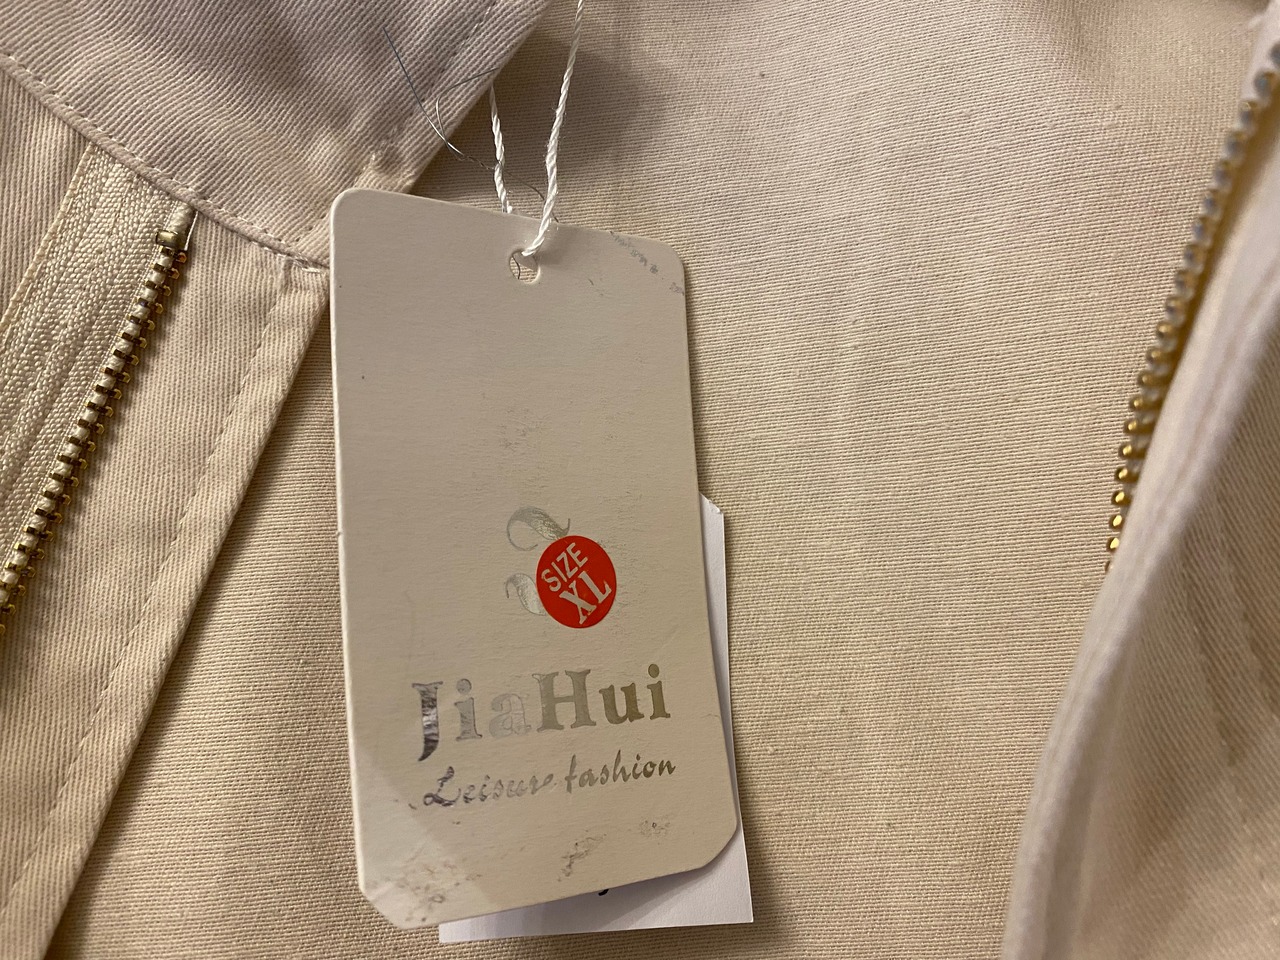 SIZE
XL
JiaHui
Leisure fashion